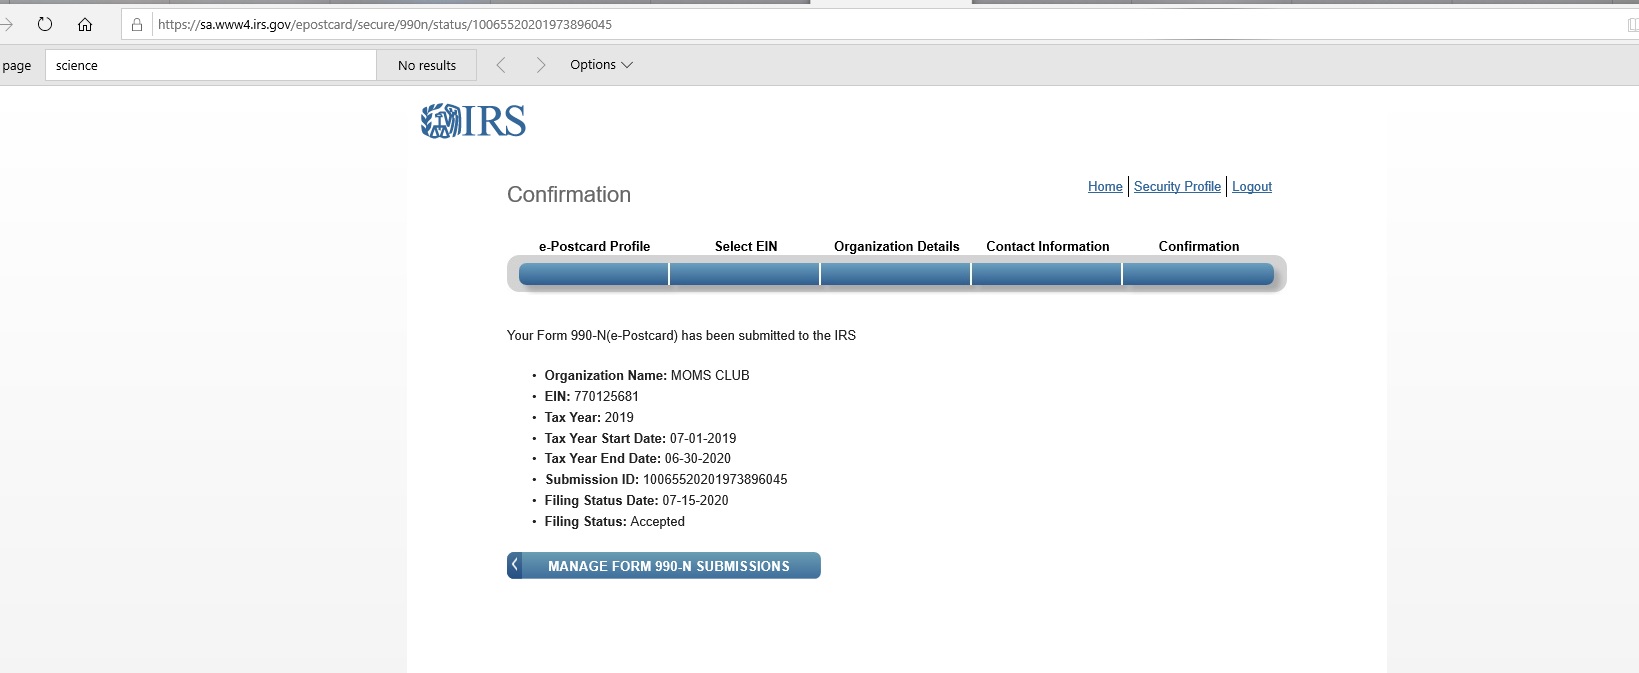 https://sa.www4.irs.gov/epostcard/secure/990n/status/10065520201973896045
page science No results Options
IRS
Home Security Profile Logout
Confirmation
e-Postcard Profile Select EIN Organization Details Contact Information Confirmation
Your Form 990-N(e-Postcard) has been submitted to the IRS
• Organization Name: MOMS CLUB
• EIN: 770125681
• Tax Year: 2019
• Tax Year Start Date: 07-01-2019
• Tax Year End Date: 06-30-2020
• Submission ID: 10065520201973896045
• Filing Status Date: 07-15-2020
• Filing Status: Accepted
MANAGE FORM 990-N SUBMISSIONS